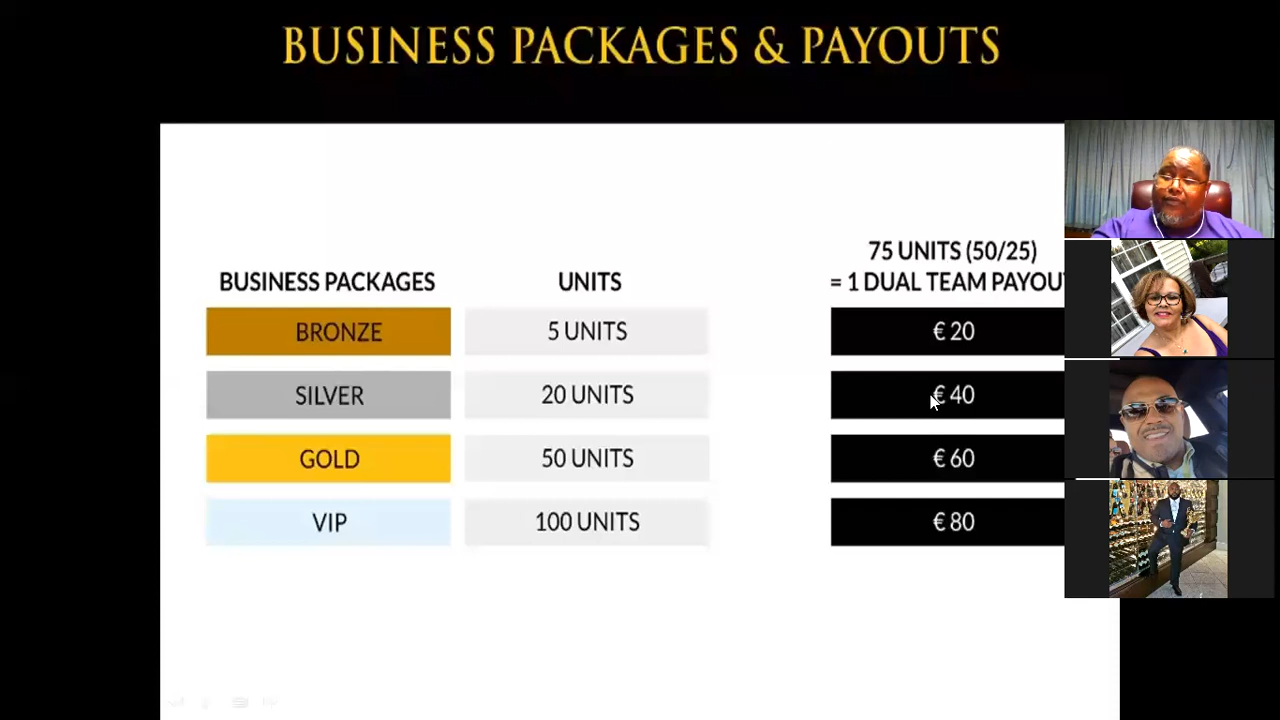 BUSINESS PACKAGES & PAYOUTS
75 UNITS (50/25)
BUSINESS PACKAGES UNITS = 1 DUAL TEAM PAYOU
BRONZE 5 UNITS € 20
SILVER 20 UNITS € 40
GOLD 50 UNITS € 60
VIP 100 UNITS € 80